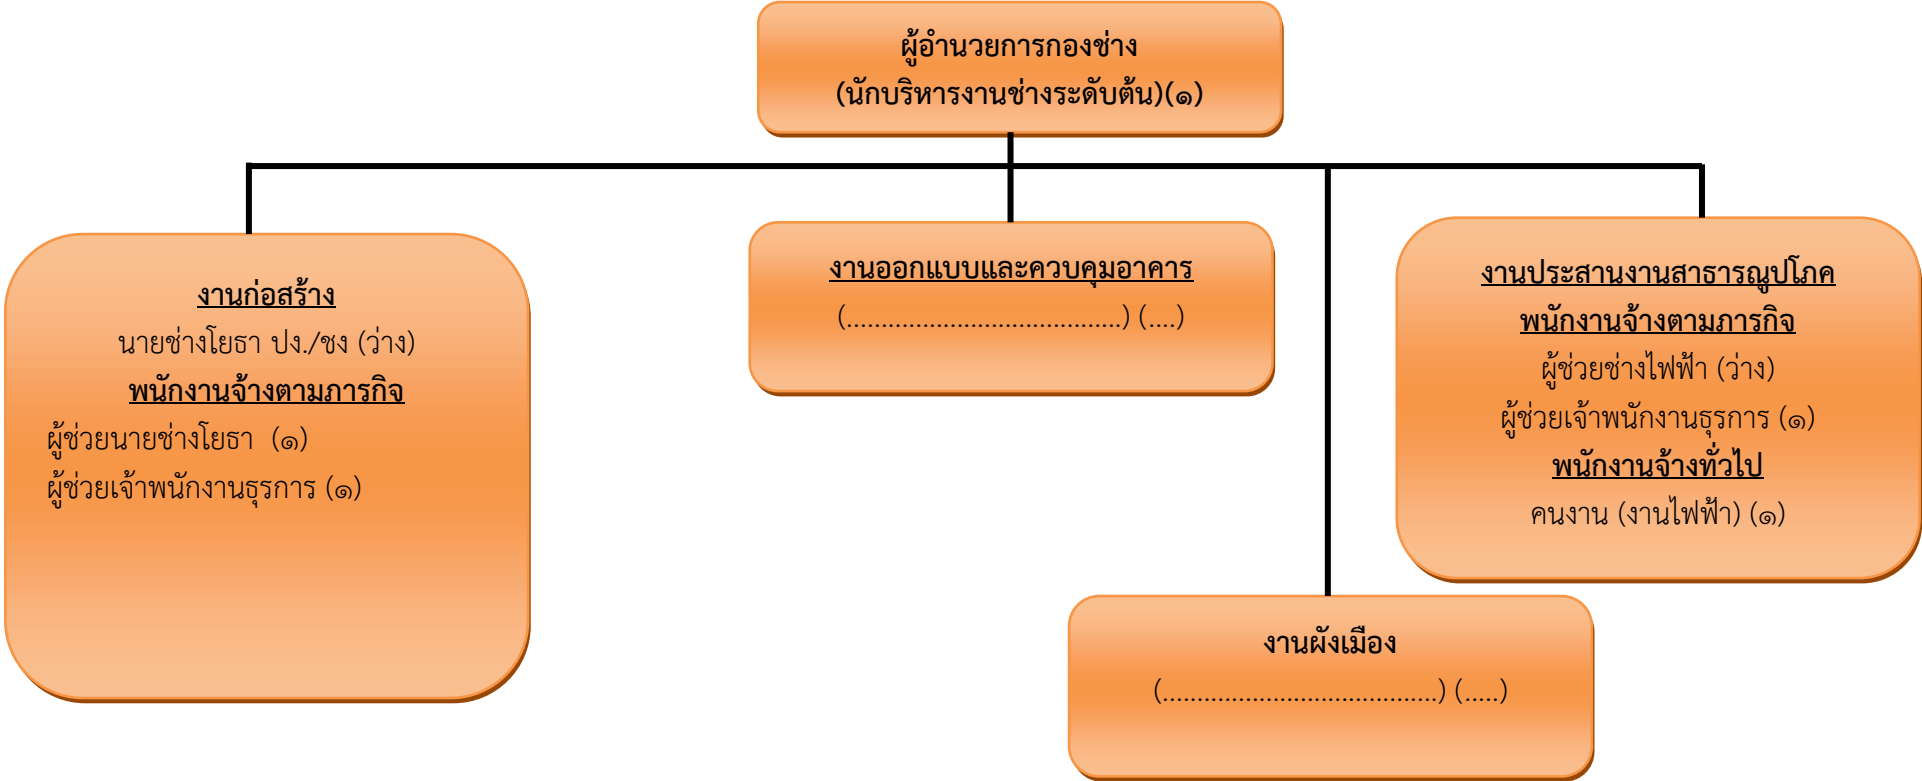 ผู้อำนวยการกองช่าง
(นักบริหารงานช่างระดับต้น)(๑)
งานก่อสร้าง
นายช่างโยธา ปง./ชง (ว่าง)
พนักงานจ้างตามภารกิจ
ผู้ช่วยนายช่างโยธา (๑)
ผู้ช่วยเจ้าพนักงานธุรการ (๑)
งานออกแบบและควบคุมอาคาร
(........................................) (....)
งานผังเมือง
(........................................) (.....)
งานประสานงานสาธารณูปโภค
พนักงานจ้างตามภารกิจ
ผู้ช่วยช่างไฟฟ้า (ว่าง)
ผู้ช่วยเจ้าพนักงานธุรการ (๑)
พนักงานจ้างทั่วไป
คนงาน (งานไฟฟ้า) (๑)